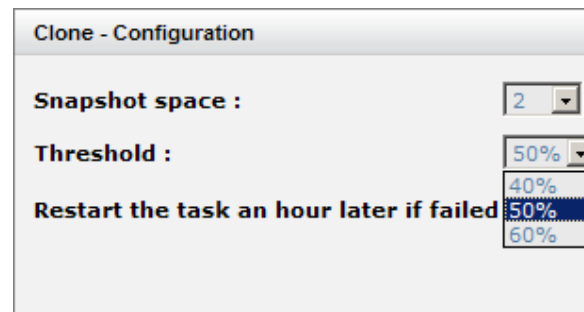 Clone - Configuration
Snapshot space : 2
Threshold : 50%
40%
Restart the task an hour later if failed 50%
60%